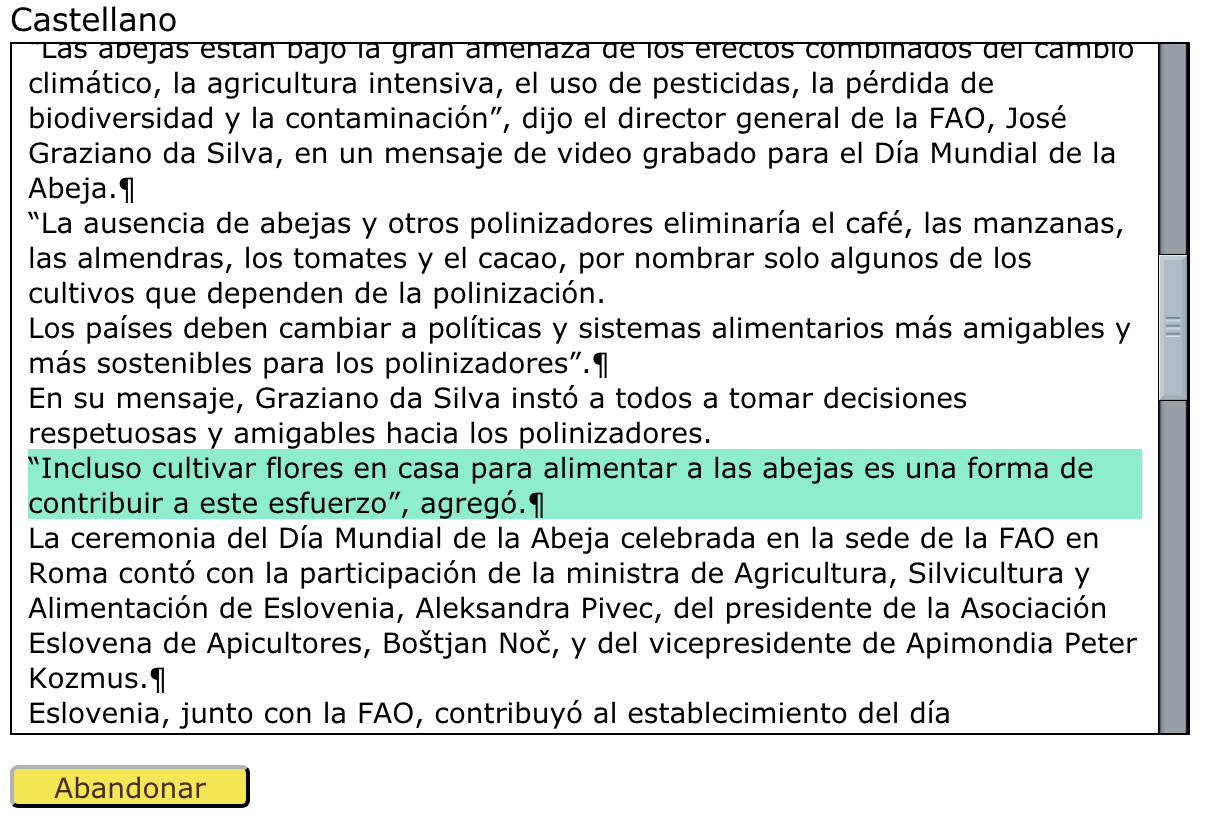 Castellano
“Las abejas están bajo la gran amenaza de los efectos combinados del cambio
climático, la agricultura intensiva, el uso de pesticidas, la pérdida de
biodiversidad y la contaminación”, dijo el director general de la FAO, José
Graziano da Silva, en un mensaje de video grabado para el Día Mundial de la
Abeja.¶
“La ausencia de abejas y otros polinizadores eliminaría el café, las manzanas,
las almendras, los tomates y el cacao, por nombrar solo algunos de los
cultivos que dependen de la polinización.
Los países deben cambiar a políticas y sistemas alimentarios más amigables y
más sostenibles para los polinizadores”.¶
En su mensaje, Graziano da Silva instó a todos a tomar decisiones
respetuosas y amigables hacia los polinizadores.
“Incluso cultivar flores en casa para alimentar a las abejas es una forma de
contribuir a este esfuerzo”, agregó.¶
La ceremonia del Día Mundial de la Abeja celebrada en la sede de la FAO en
Roma contó con la participación de la ministra de Agricultura, Silvicultura y
Alimentación de Eslovenia, Aleksandra Pivec, del presidente de la Asociación
Eslovena de Apicultores, Boštjan Noč, y del vicepresidente de Apimondia Peter
Kozmus.¶
Eslovenia, junto con la FAO, contribuyó al establecimiento del día
Abandonar